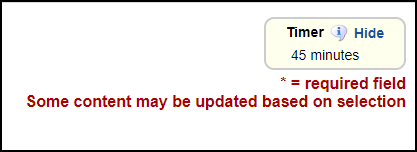 Timer Hide
45 minutes
* = required field
Some content may be updated based on selection